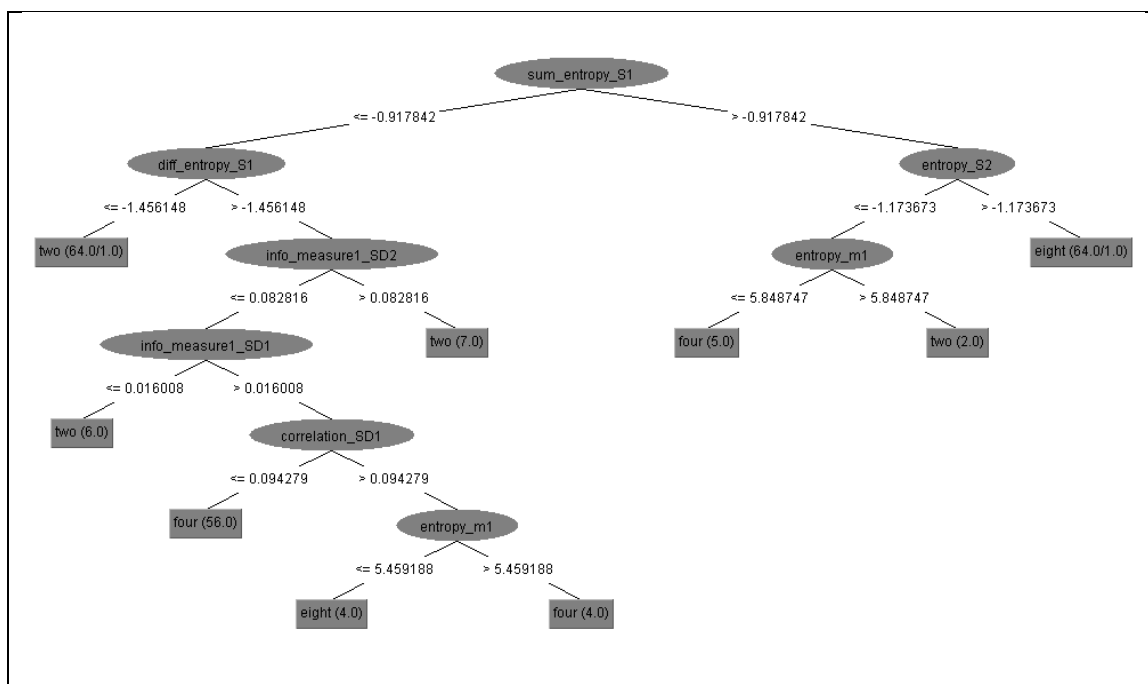 sum_entropy_S1
<= -0.917842 > -0.917842
diff_entropy_S1 entropy_S2
<= -1.456148 > -1.456148 <= -1.173673 > -1.173673
two (64.0/1.0) info_measure1_SD2 entropy_m1 eight (64.0/1.0)
<= 0.082816 > 0.082816 <= 5.848747 > 5.848747
info_measure1_SD1 two (7.0) four (5.0) two (2.0)
<= 0.016008 > 0.016008
two (6.0) correlation_SD1
<= 0.094279 > 0.094279
four (56.0) entropy_m1
<= 5.459188 > 5.459188
eight (4.0) four (4.0)